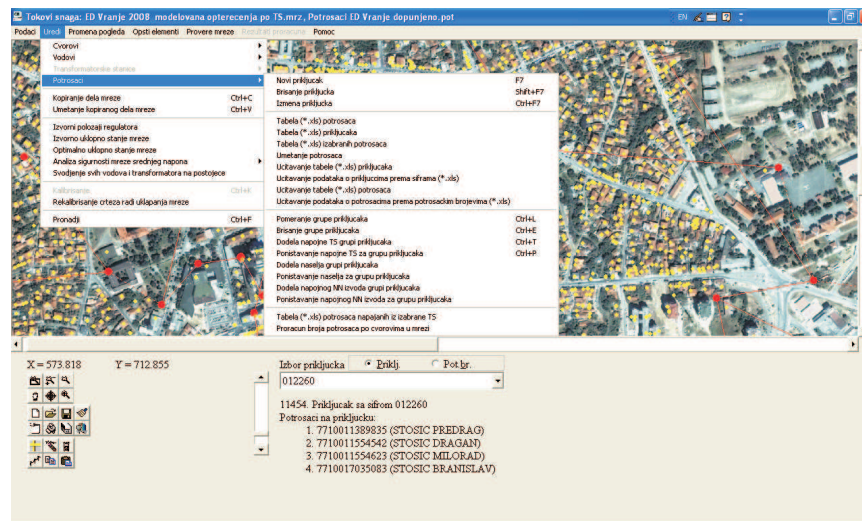 Tokovi snaga: ED Vranje 2008 modelovana opterecenja po TS.mrz, Potrosaci ED Vranje dopunjeno.pot
EN
Podaci Uredi Promena pogleda Opsti elementi Provere mreze Rezultati proracuna Pomoc
Cvorovi
Vodovi
Transformatorske stanice
Potrosaci
Kopiranje dela mreze Ctrl+C
Umetanje kopiranog dela mreze Ctrl+V
Izvorni polozaji regulatora
Izvorno uklopno stanje mreze
Optimalno uklopno stanje mreze
Analiza sigurnosti mreze srednjeg napona
Svodjenje svih vodova i transformatora na postojece
Kalibrisanje Ctrl+K
Rekalibrisanje crteza radi uklapanja mreze
Pronadji Ctrl+F
Novi prikljucak F7
Brisanje prikljucka Shift+F7
Izmena prikljucka Ctrl+F7
Tabela (*.xls) potrosaca
Tabela (*.xls) prikljucaka
Tabela (*.xls) izabranih potrosaca
Umetanje potrosaca
Ucitavanje tabele (*.xls) prikljucaka
Ucitavanje podataka o prikljuccima prema siframa (*.xls)
Ucitavanje tabele (*.xls) potrosaca
Ucitavanje podataka o potrosacima prema potrosackim brojevima (*.xls)
Pomeranje grupe prikljucaka Ctrl+L
Brisanje grupe prikljucaka Ctrl+E
Dodela napojne TS grupi prikljucaka Ctrl+T
Ponistavanje napojne TS za grupu prikljucaka Ctrl+P
Dodela naselja grupi prikljucaka
Ponistavanje naselja za grupu prikljucaka
Dodela napojnog NN izvoda grupi prikljucaka
Ponistavanje napojnog NN izvoda za grupu prikljucaka
Tabela (*.xls) potrosaca napajanih iz izabrane TS
Proracun broja potrosaca po cvorovima u mrezi
X = 573.818 Y = 712.855
Izbor prikljucka Priklj. Pot.br.
012260
11454. Prikljucak sa sifrom 012260
Potrosaci na prikljucku:
1. 7710011389835 (STOSIC PREDRAG)
2. 7710011554542 (STOSIC DRAGAN)
3. 7710011554623 (STOSIC MILORAD)
4. 7710017035083 (STOSIC BRANISLAV)